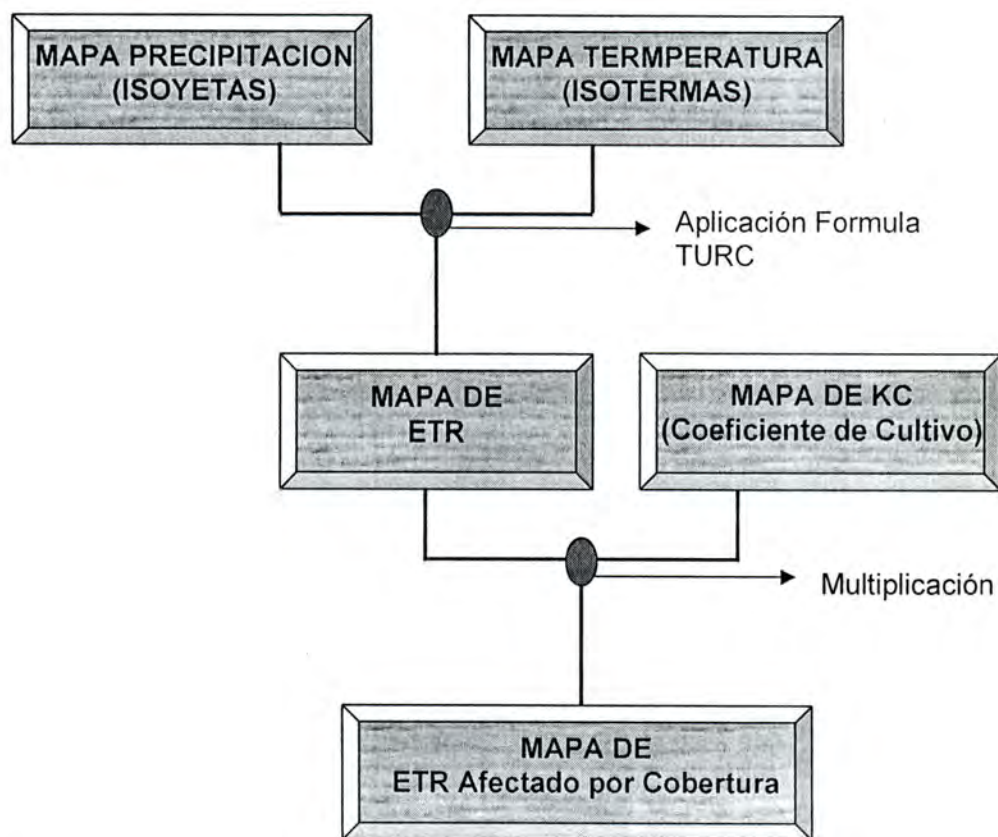 MAPA PRECIPITACION
(ISOYETAS)
MAPA TERMPERATURA
(ISOTERMAS)
Aplicación Formula
TURC
MAPA DE
ETR
MAPA DE KC
(Coeficiente de Cultivo)
Multiplicación
MAPA DE
ETR Afectado por Cobertura